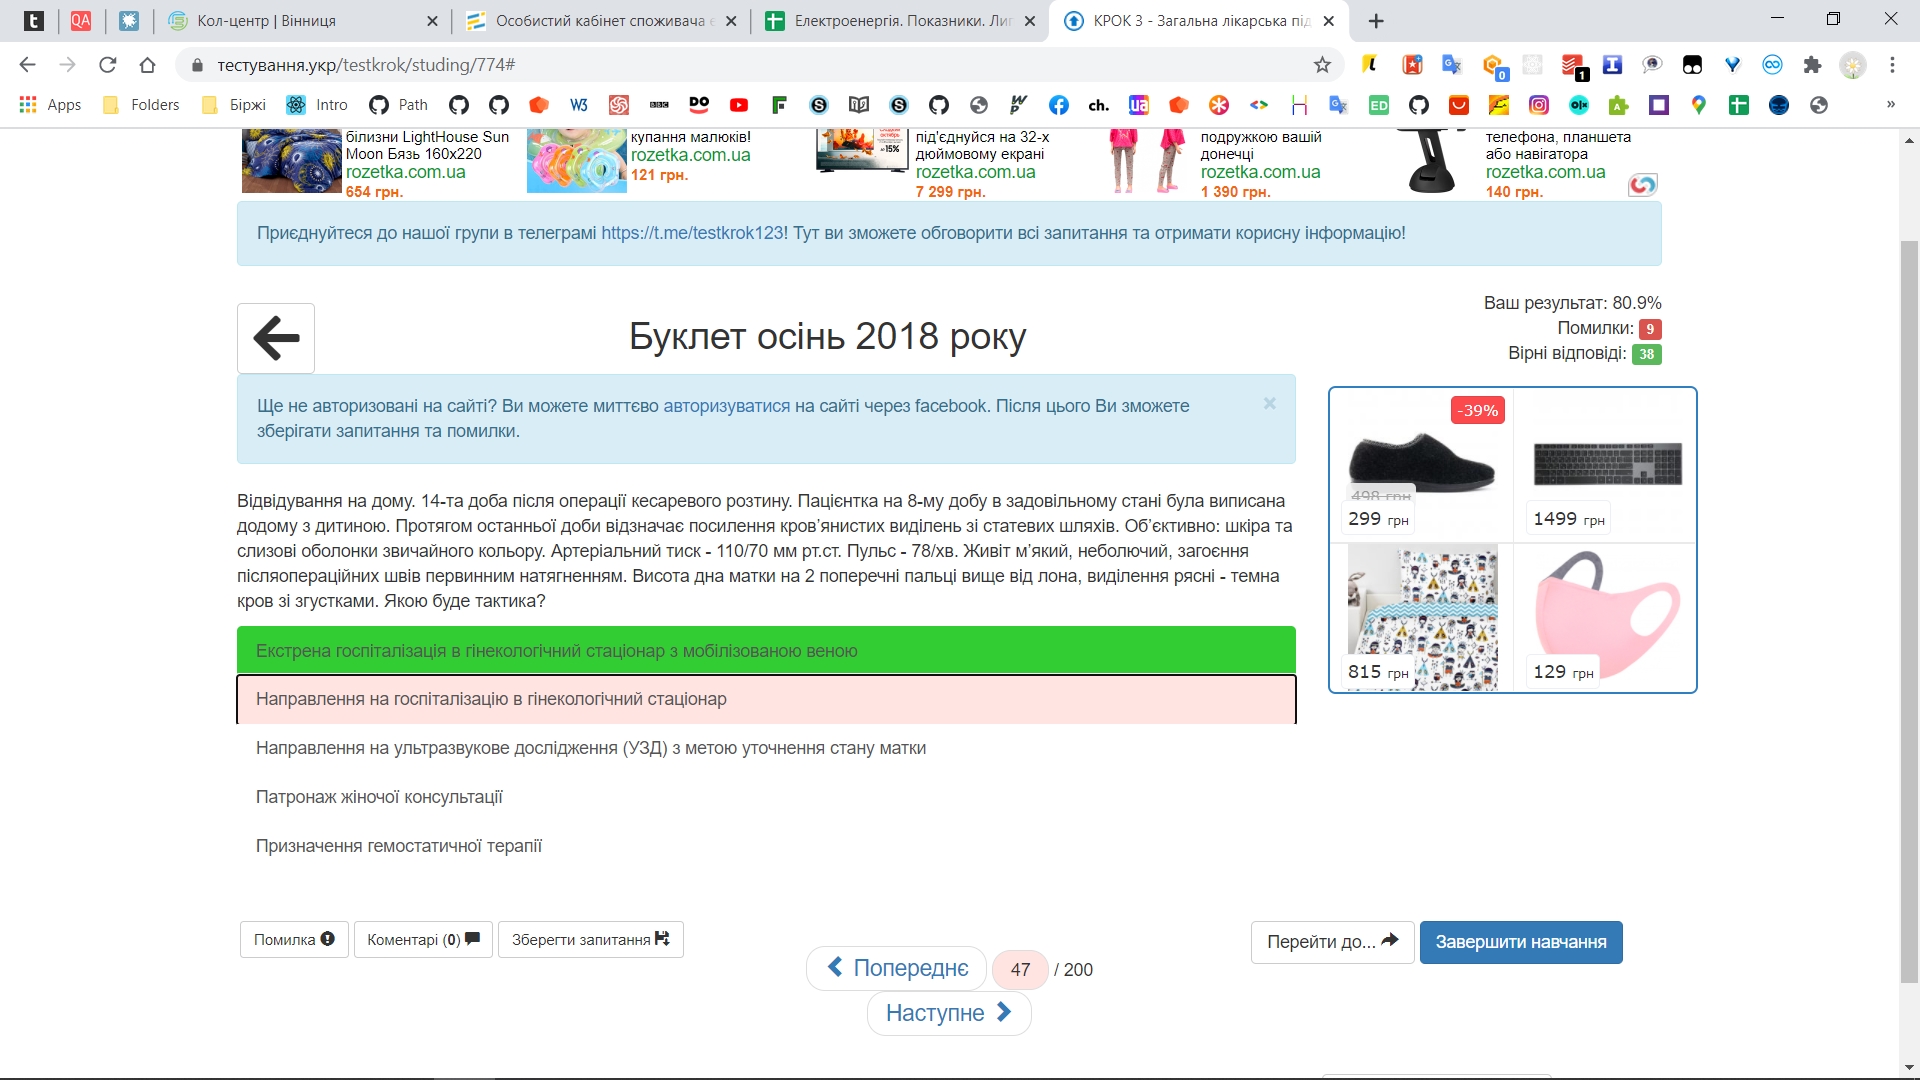 Кол-центр | Вінниця
Особистий кабінет споживача є
Електроенергія. Показники. Лип
КРОК 3 - Загальна лікарська під
тестування.укр/testkrok/studing/774#
Apps
Folders
Біржі
Intro
Path
білизни LightHouse Sun
Moon Бязь 160х220
rozetka.com.ua
654 грн.
купання малюків!
rozetka.com.ua
121 грн.
під'єднуйся на 32-х
дюймовому екрані
rozetka.com.ua
7 299 грн.
подружкою вашій
донечці
rozetka.com.ua
1 390 грн.
телефона, планшета
або навігатора
rozetka.com.ua
140 грн.
Приєднуйтеся до нашої групи в телеграмі https://t.me/testkrok123! Тут ви зможете обговорити всі запитання та отримати корисну інформацію!
Буклет осінь 2018 року
Ваш результат: 80.9%
Помилки: 9
Вірні відповіді: 38
Ще не авторизовані на сайті? Ви можете миттєво авторизуватися на сайті через facebook. Після цього Ви зможете
зберігати запитання та помилки.
×
-39%
498 грн
299 грн
1499 грн
815 грн
129 грн
Відвідування на дому. 14-та доба після операції кесаревого розтину. Пацієнтка на 8-му добу в задовільному стані була виписана
додому з дитиною. Протягом останньої доби відзначає посилення кров’янистих виділень зі статевих шляхів. Об’єктивно: шкіра та
слизові оболонки звичайного кольору. Артеріальний тиск - 110/70 мм рт.ст. Пульс - 78/хв. Живіт м’який, неболючий, загоєння
післяопераційних швів первинним натягненням. Висота дна матки на 2 поперечні пальці вище від лона, виділення рясні - темна
кров зі згустками. Якою буде тактика?
Екстрена госпіталізація в гінекологічний стаціонар з мобілізованою веною
Направлення на госпіталізацію в гінекологічний стаціонар
Направлення на ультразвукове дослідження (УЗД) з метою уточнення стану матки
Патронаж жіночої консультації
Призначення гемостатичної терапії
Помилка
Коментарі (0)
Зберегти запитання
Перейти до...
Завершити навчання
Попереднє
47 / 200
Наступне